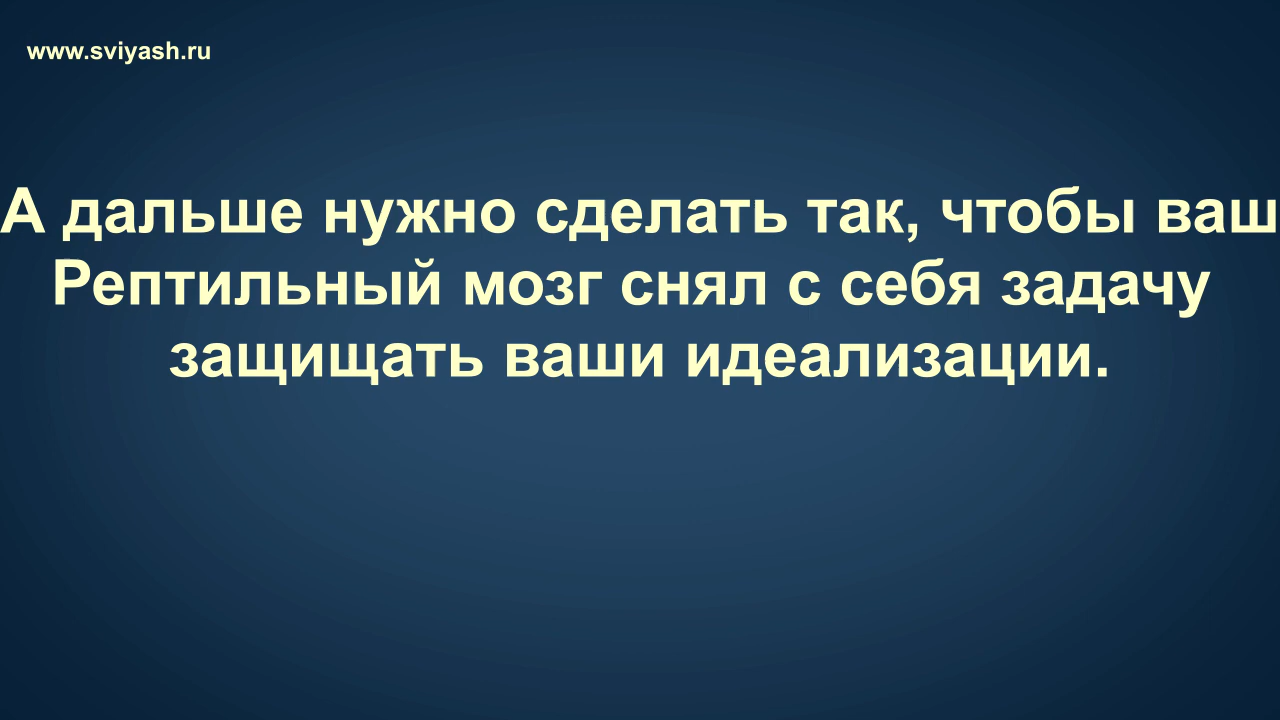 www.sviyash.ru
А дальше нужно сделать так, чтобы ваш
Рептильный мозг снял с себя задачу
защищать ваши идеализации.